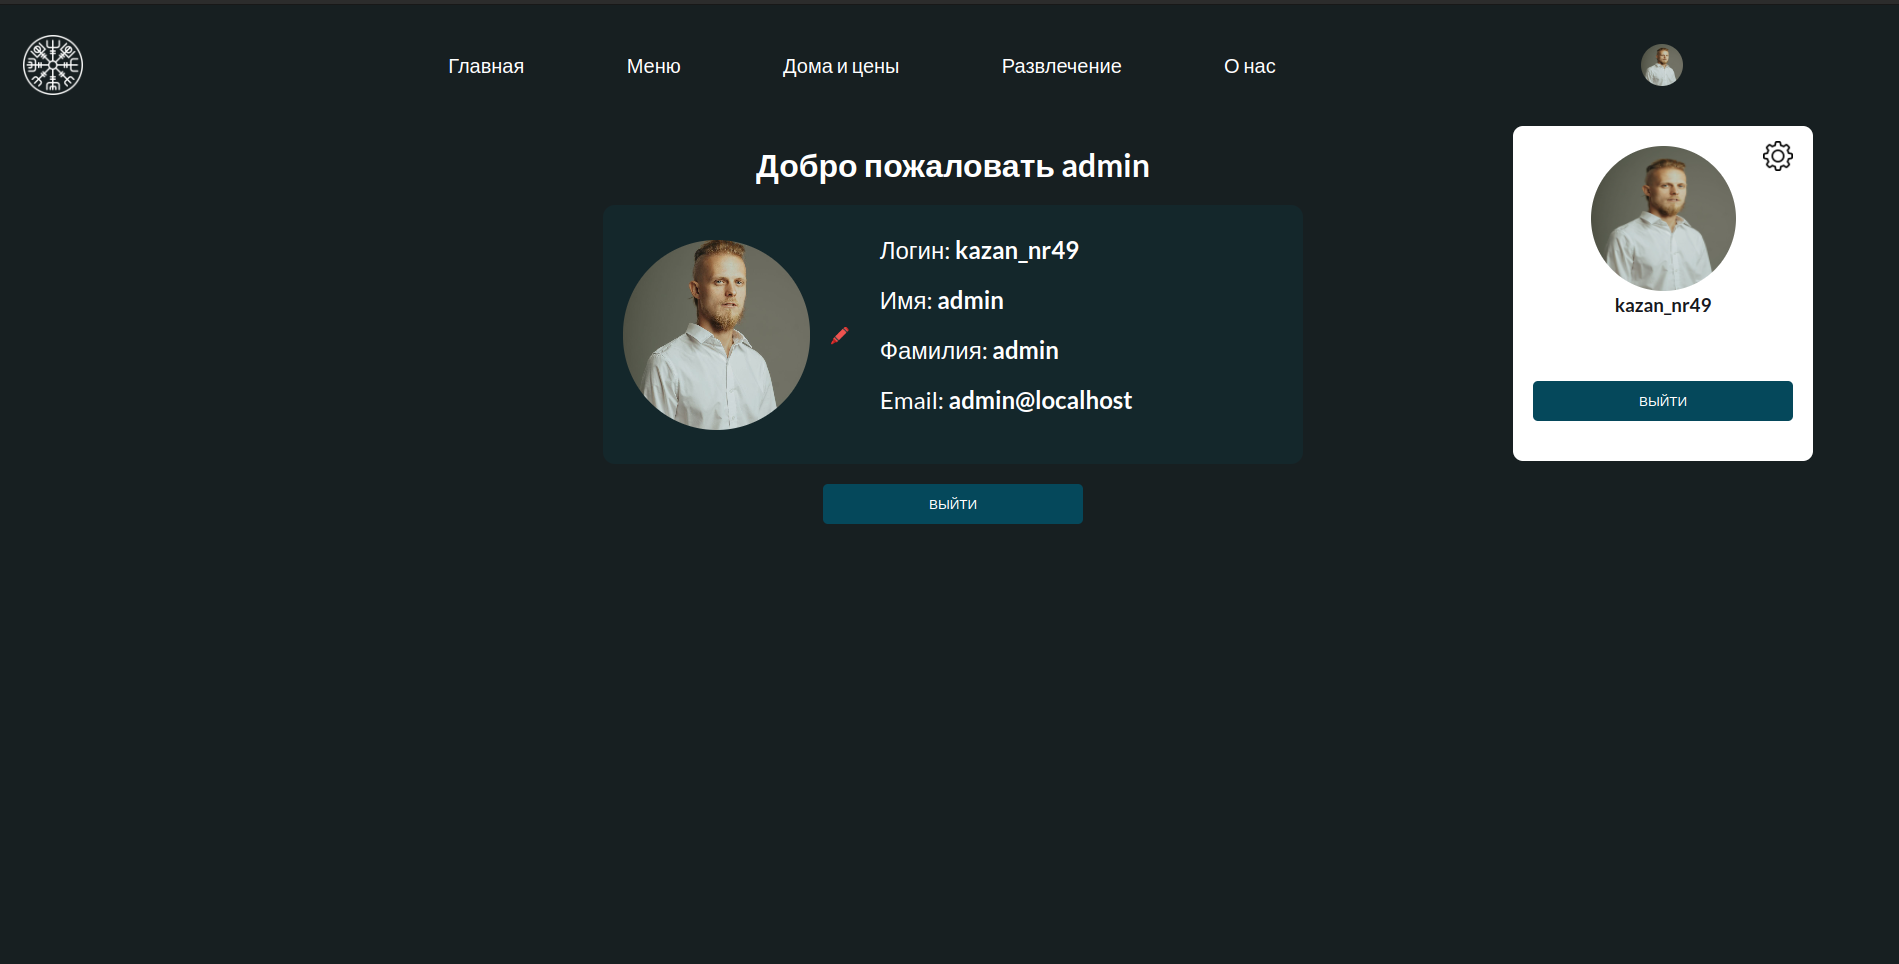 Главная
Меню
Дома и цены
Развлечение
О нас
Добро пожаловать admin
Логин: kazan_nr49
Имя: admin
Фамилия: admin
Email: admin@localhost
ВЫЙТИ
kazan_nr49
ВЫЙТИ